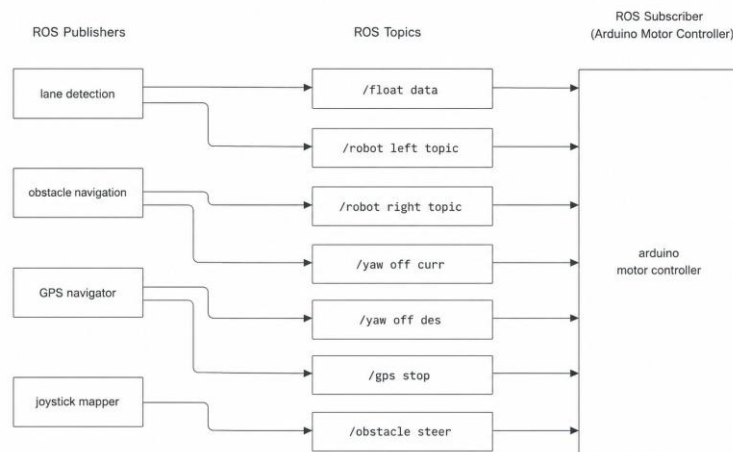 ROS Publishers
ROS Topics
ROS Subscriber
(Arduino Motor Controller)
lane detection
/float data
/robot left topic
obstacle navigation
/robot right topic
/yaw off curr
arduino
motor controller
GPS navigator
/yaw off des
/gps stop
joystick mapper
/obstacle steer